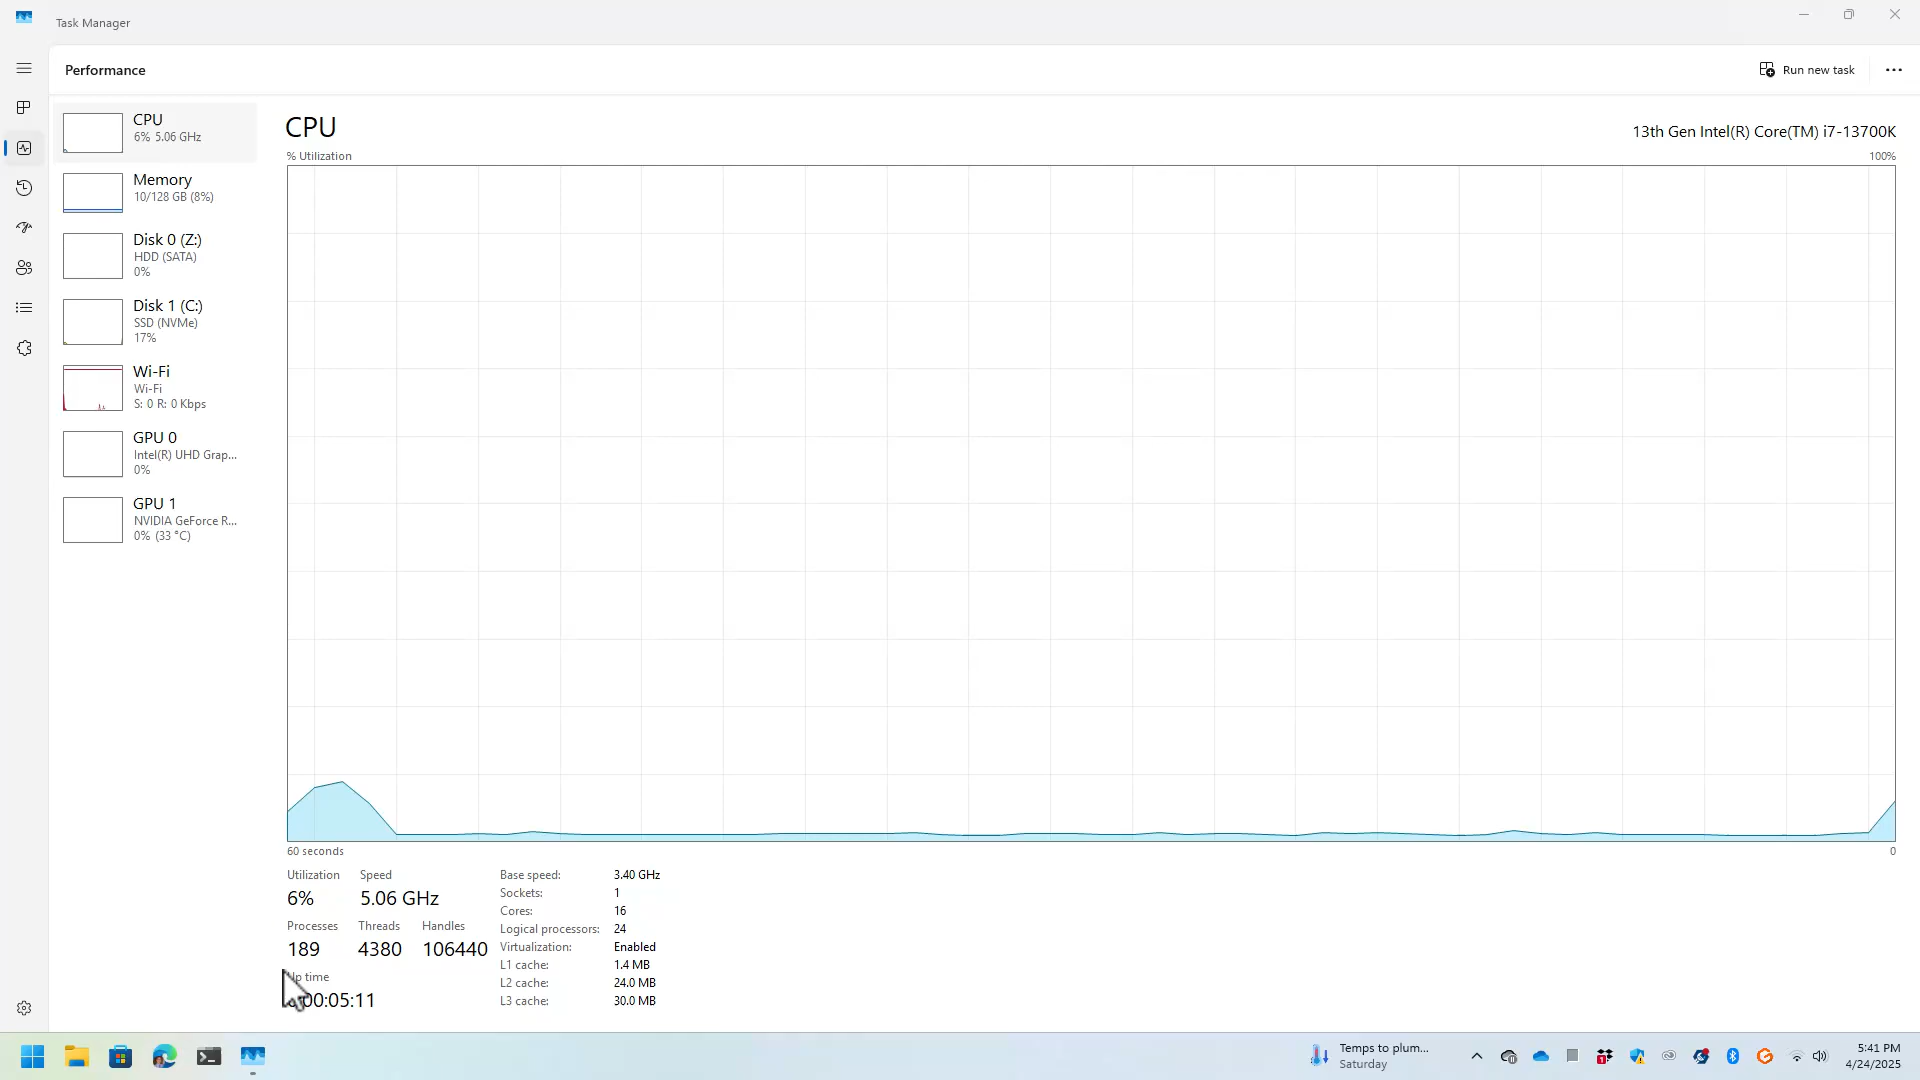 Task Manager
Performance
Run new task
CPU
6% 5.06 GHz
Memory
10/128 GB (8%)
Disk 0 (Z:)
HDD (SATA)
0%
Disk 1 (C:)
SSD (NVMe)
17%
Wi-Fi
Wi-Fi
S: 0 R: 0 Kbps
GPU 0
Intel(R) UHD Grap...
0%
GPU 1
NVIDIA GeForce R...
0% (33 °C)
CPU
13th Gen Intel(R) Core(TM) i7-13700K
% Utilization
100%
60 seconds
0
Utilization Speed
6% 5.06 GHz
Processes Threads Handles
189 4380 106440
time
00:05:11
Base speed: 3.40 GHz
Sockets: 1
Cores: 16
Logical processors: 24
Virtualization: Enabled
L1 cache: 1.4 MB
L2 cache: 24.0 MB
L3 cache: 30.0 MB
Temps to plum...
Saturday
1
5:41 PM
4/24/2025